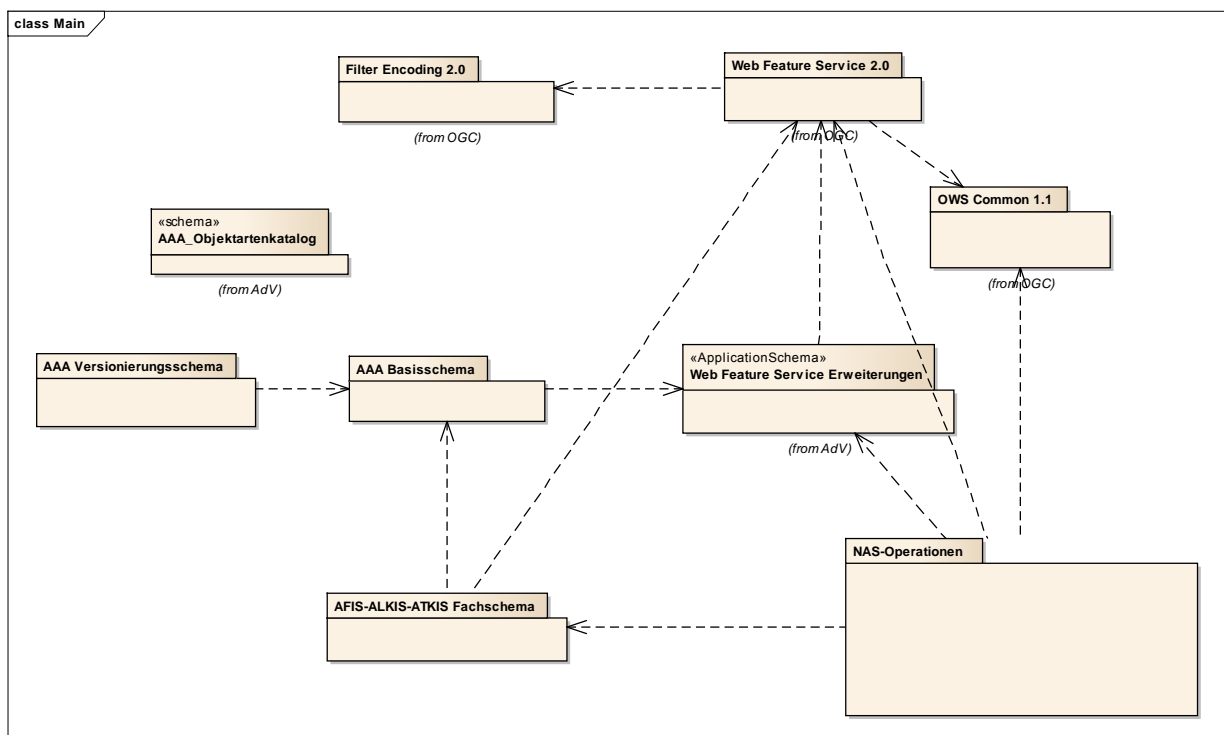 class Main
Filter Encoding 2.0
(from OGC)
Web Feature Service 2.0
(from OGC)
OWS Common 1.1
(from OGC)
«schema»
AAA_Objektartenkatalog
(from AdV)
AAA Versionierungsschema
AAA Basisschema
«ApplicationSchema»
Web Feature Service Erweiterungen
(from AdV)
NAS-Operationen
AFIS-ALKIS-ATKIS Fachschema